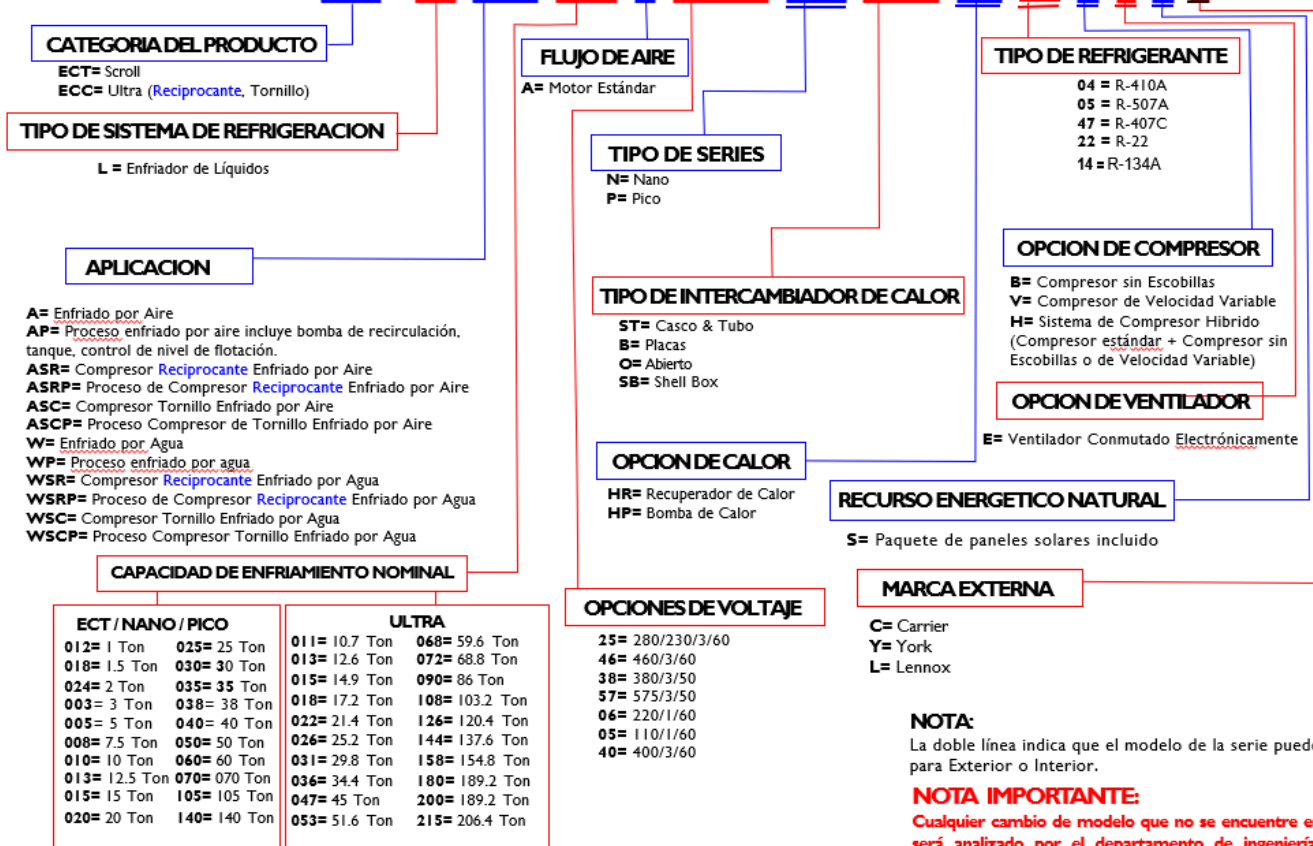 CATEGORIA DEL PRODUCTO
ECT= Scroll
ECC= Ultra (Reciprocante, Tornillo)
TIPO DE SISTEMA DE REFRIGERACION
L = Enfriador de Líquidos
APLICACION
A= Enfriado por Aire
AP= Proceso enfriado por aire incluye bomba de recirculación,
tanque, control de nivel de flotación.
ASR= Compresor Reciprocante Enfriado por Aire
ASRP= Proceso de Compresor Reciprocante Enfriado por Aire
ASC= Compresor Tornillo Enfriado por Aire
ASCP= Proceso Compresor de Tornillo Enfriado por Aire
W= Enfriado por Agua
WP= Proceso enfriado por agua
WSR= Compresor Reciprocante Enfriado por Agua
WSRP= Proceso de Compresor Reciprocante Enfriado por Agua
WSC= Compresor Tornillo Enfriado por Agua
WSCP= Proceso Compresor Tornillo Enfriado por Agua
CAPACIDAD DE ENFRIAMIENTO NOMINAL
ECT / NANO / PICO
012= 1 Ton 025= 25 Ton
018= 1.5 Ton 030= 30 Ton
024= 2 Ton 035= 35 Ton
003= 3 Ton 038= 38 Ton
005= 5 Ton 040= 40 Ton
008= 7.5 Ton 050= 50 Ton
010= 10 Ton 060= 60 Ton
013= 12.5 Ton 070= 070 Ton
015= 15 Ton 105= 105 Ton
020= 20 Ton 140= 140 Ton
ULTRA
011= 10.7 Ton 068= 59.6 Ton
013= 12.6 Ton 072= 68.8 Ton
015= 14.9 Ton 090= 86 Ton
018= 17.2 Ton 108= 103.2 Ton
022= 21.4 Ton 126= 120.4 Ton
026= 25.2 Ton 144= 137.6 Ton
031= 29.8 Ton 158= 154.8 Ton
036= 34.4 Ton 180= 189.2 Ton
047= 45 Ton 200= 189.2 Ton
053= 51.6 Ton 215= 206.4 Ton
FLUJO DE AIRE
A= Motor Estándar
TIPO DE SERIES
N= Nano
P= Pico
TIPO DE INTERCAMBIADOR DE CALOR
ST= Casco & Tubo
B= Placas
O= Abierto
SB= Shell Box
OPCION DE CALOR
HR= Recuperador de Calor
HP= Bomba de Calor
OPCIONES DE VOLTAJE
25= 280/230/3/60
46= 460/3/60
38= 380/3/50
57= 575/3/50
06= 220/1/60
05= 110/1/60
40= 400/3/60
TIPO DE REFRIGERANTE
04 = R-410A
05 = R-507A
47 = R-407C
22 = R-22
14 = R-134A
OPCION DE COMPRESOR
B= Compresor sin Escobillas
V= Compresor de Velocidad Variable
H= Sistema de Compresor Hibrido
(Compresor estándar + Compresor sin
Escobillas o de Velocidad Variable)
OPCION DE VENTILADOR
E= Ventilador Conmutado Electrónicamente
RECURSO ENERGETICO NATURAL
S= Paquete de paneles solares incluido
MARCA EXTERNA
C= Carrier
Y= York
L= Lennox
NOTA:
La doble línea indica que el modelo de la serie puede
para Exterior o Interior.
NOTA IMPORTANTE:
Cualquier cambio de modelo que no se encuentre en
será analizado por el departamento de ingeniería